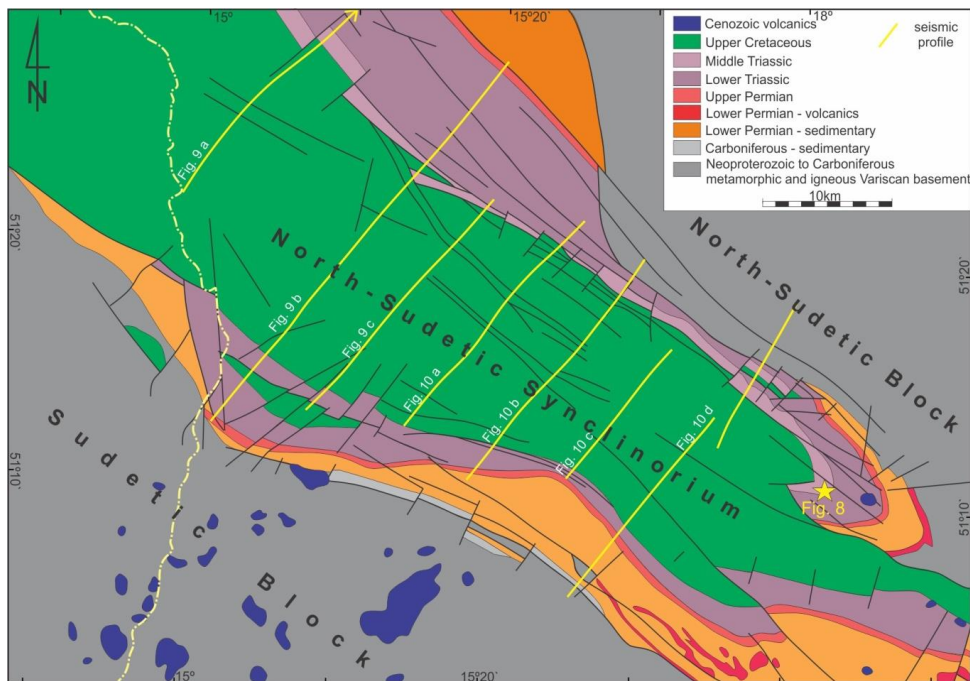 15°
15°20'
18°
N
Cenozoic volcanics
Upper Cretaceous
Middle Triassic
Lower Triassic
Upper Permian
Lower Permian - volcanics
Lower Permian - sedimentary
Carboniferous - sedimentary
Neoproterozoic to Carboniferous
metamorphic and igneous Variscan basement
10km
seismic
profile
51°20'
51°20'
51°10'
51°10'
Fig. 9 a
Fig. 9 b
Fig. 9 c
Fig. 10 a
Fig. 10 b
Fig. 10 c
Fig. 10 d
Fig. 8
North-Sudetic Synclinorium
North-Sudetic Block
Sudetic Block
15°
15°20'